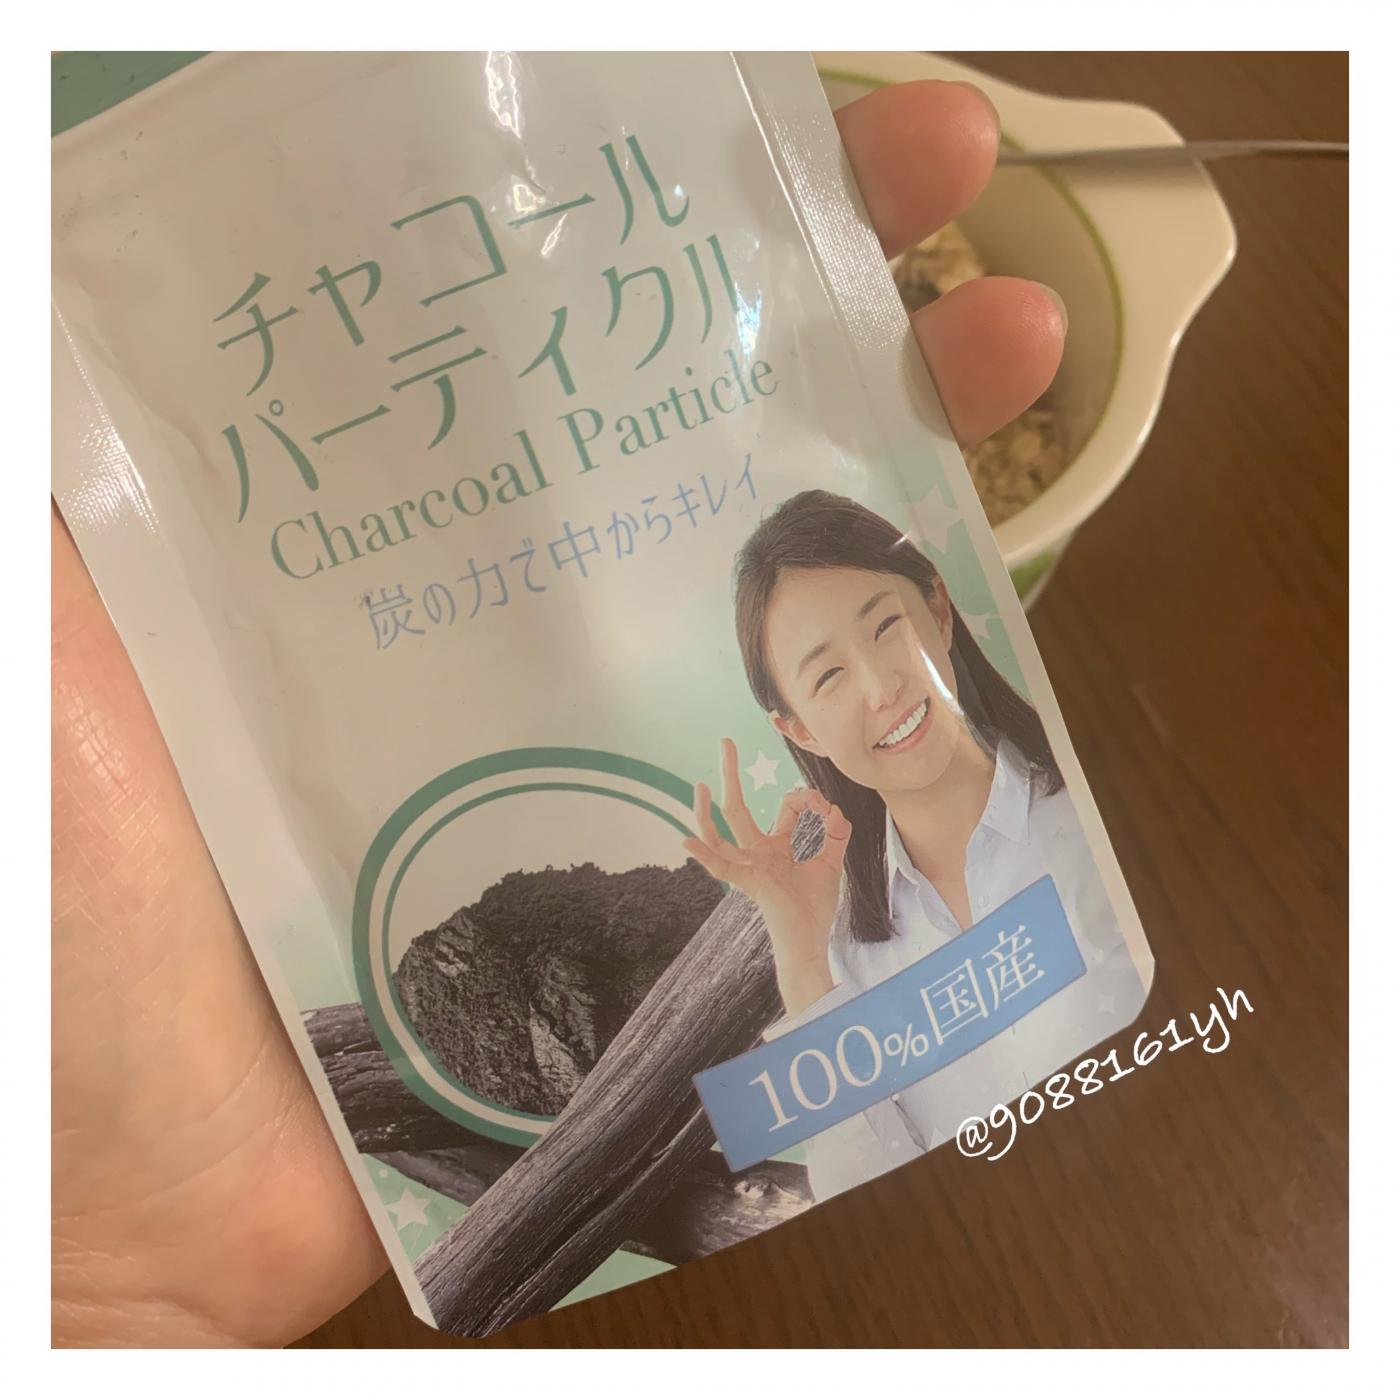 チャコール
パーティクル
Charcoal Particle
炭の力で中からキレイ
100%国産
@9088161yh